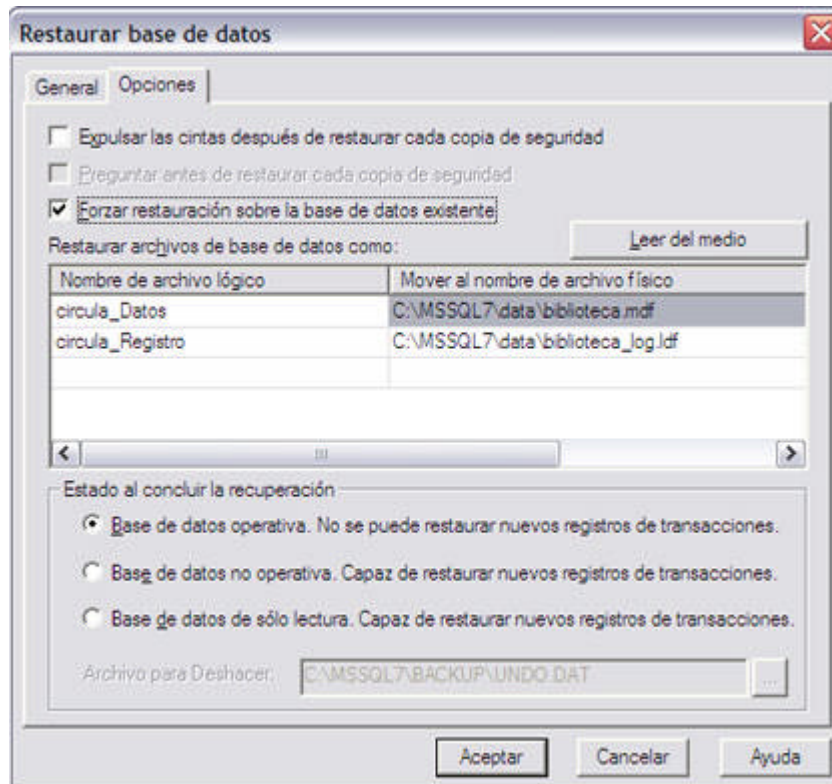 Restaurar base de datos
General Opciones
Expulsar las cintas después de restaurar cada copia de seguridad
Preguntar antes de restaurar cada copia de seguridad
Forzar restauración sobre la base de datos existente
Restaurar archivos de base de datos como:
Leer del medio
Nombre de archivo lógico Mover al nombre de archivo físico
circula_Datos C:\MSSQL7\data\biblioteca.mdf
circula_Registro C:\MSSQL7\data\biblioteca_log.ldf
Estado al concluir la recuperación
Base de datos operativa. No se puede restaurar nuevos registros de transacciones.
Base de datos no operativa. Capaz de restaurar nuevos registros de transacciones.
Base de datos de sólo lectura. Capaz de restaurar nuevos registros de transacciones.
Archivo para Deshacer: C:\MSSQL7\BACKUP\UNDO.DAT ...
Aceptar Cancelar Ayuda